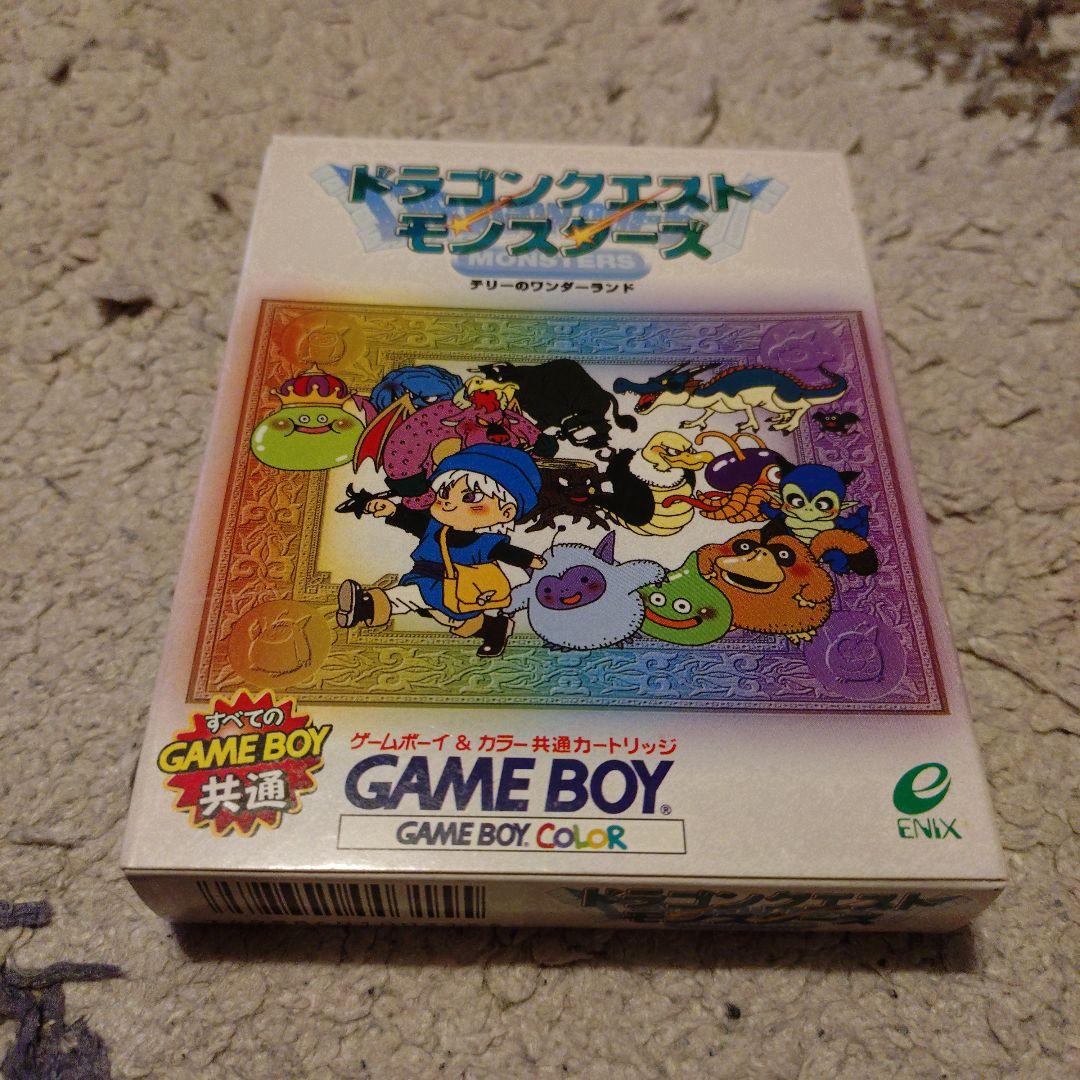 ドラゴンクエスト
モンスターズ
MONSTERS
テリーのワンダーランド
すべての
GAME BOY
共通
ゲームボーイ & カラー共通カートリッジ
GAME BOY®
GAME BOY COLOR
e
ENIX
ドラゴンクエスト
モンスターズ